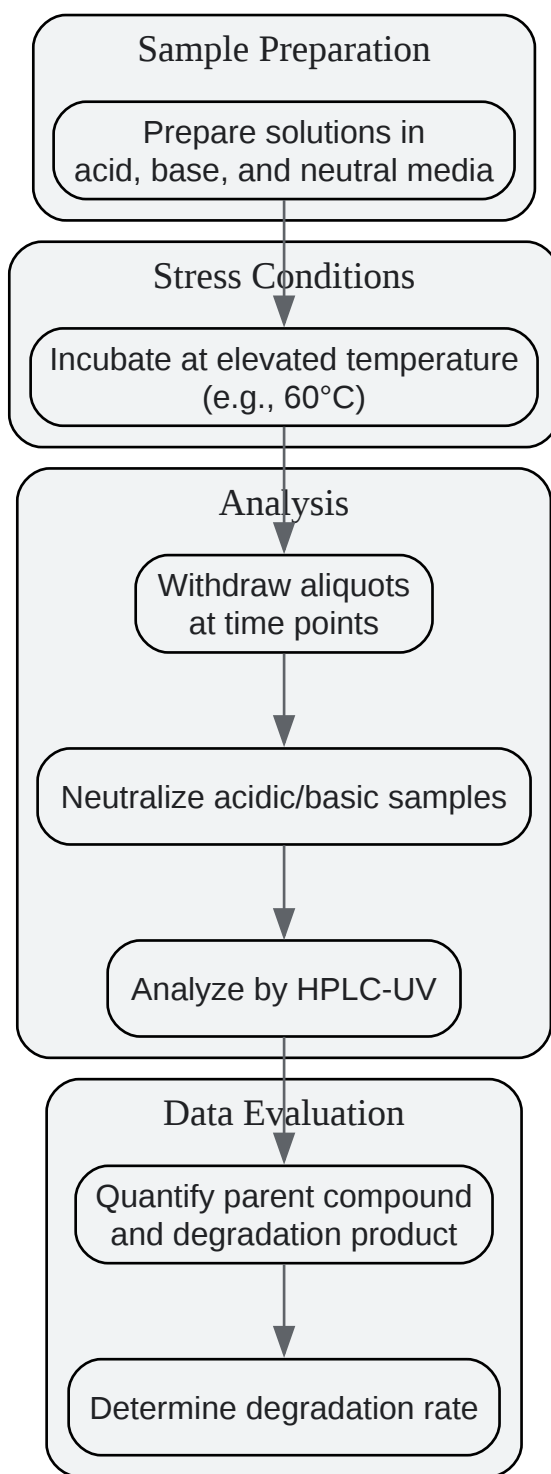 Sample Preparation
Prepare solutions in
acid, base, and neutral media
Stress Conditions
Incubate at elevated temperature
(e.g., 60°C)
Analysis
Withdraw aliquots
at time points
Neutralize acidic/basic samples
Analyze by HPLC-UV
Data Evaluation
Quantify parent compound
and degradation product
Determine degradation rate